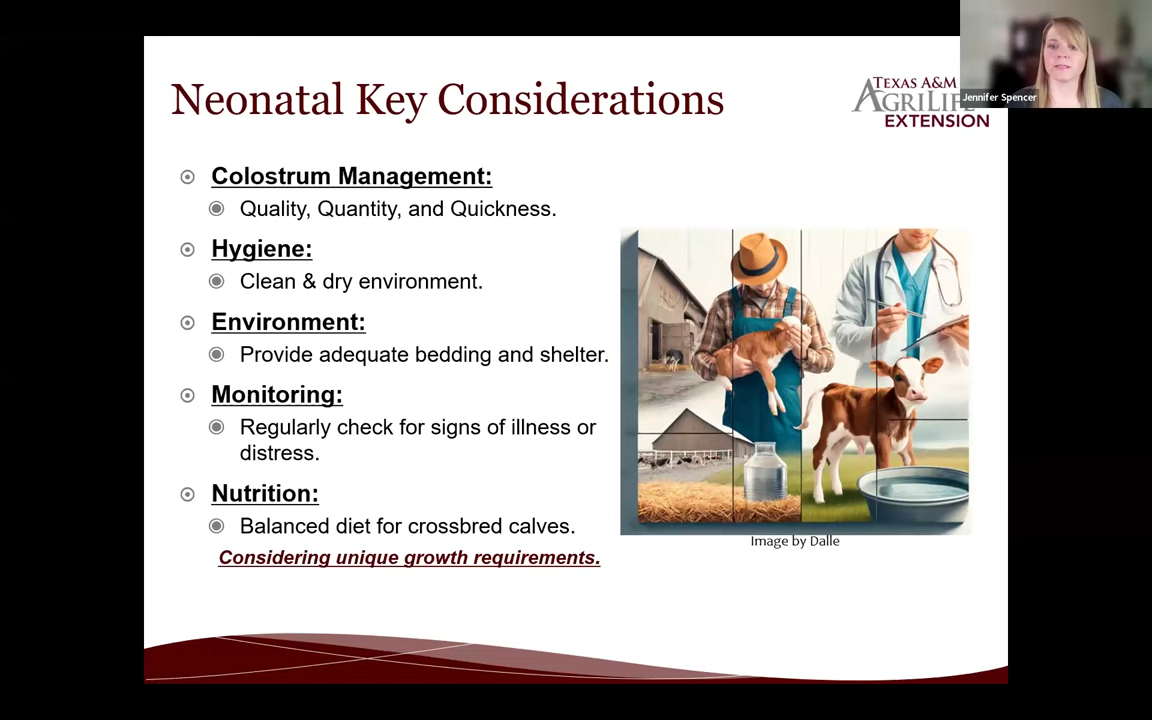 Neonatal Key Considerations
TEXAS A&M
AGRILIFE
EXTENSION
Jennifer Spencer
Colostrum Management:
Quality, Quantity, and Quickness.
Hygiene:
Clean & dry environment.
Environment:
Provide adequate bedding and shelter.
Monitoring:
Regularly check for signs of illness or
distress.
Nutrition:
Balanced diet for crossbred calves.
Considering unique growth requirements.
Image by Dalle